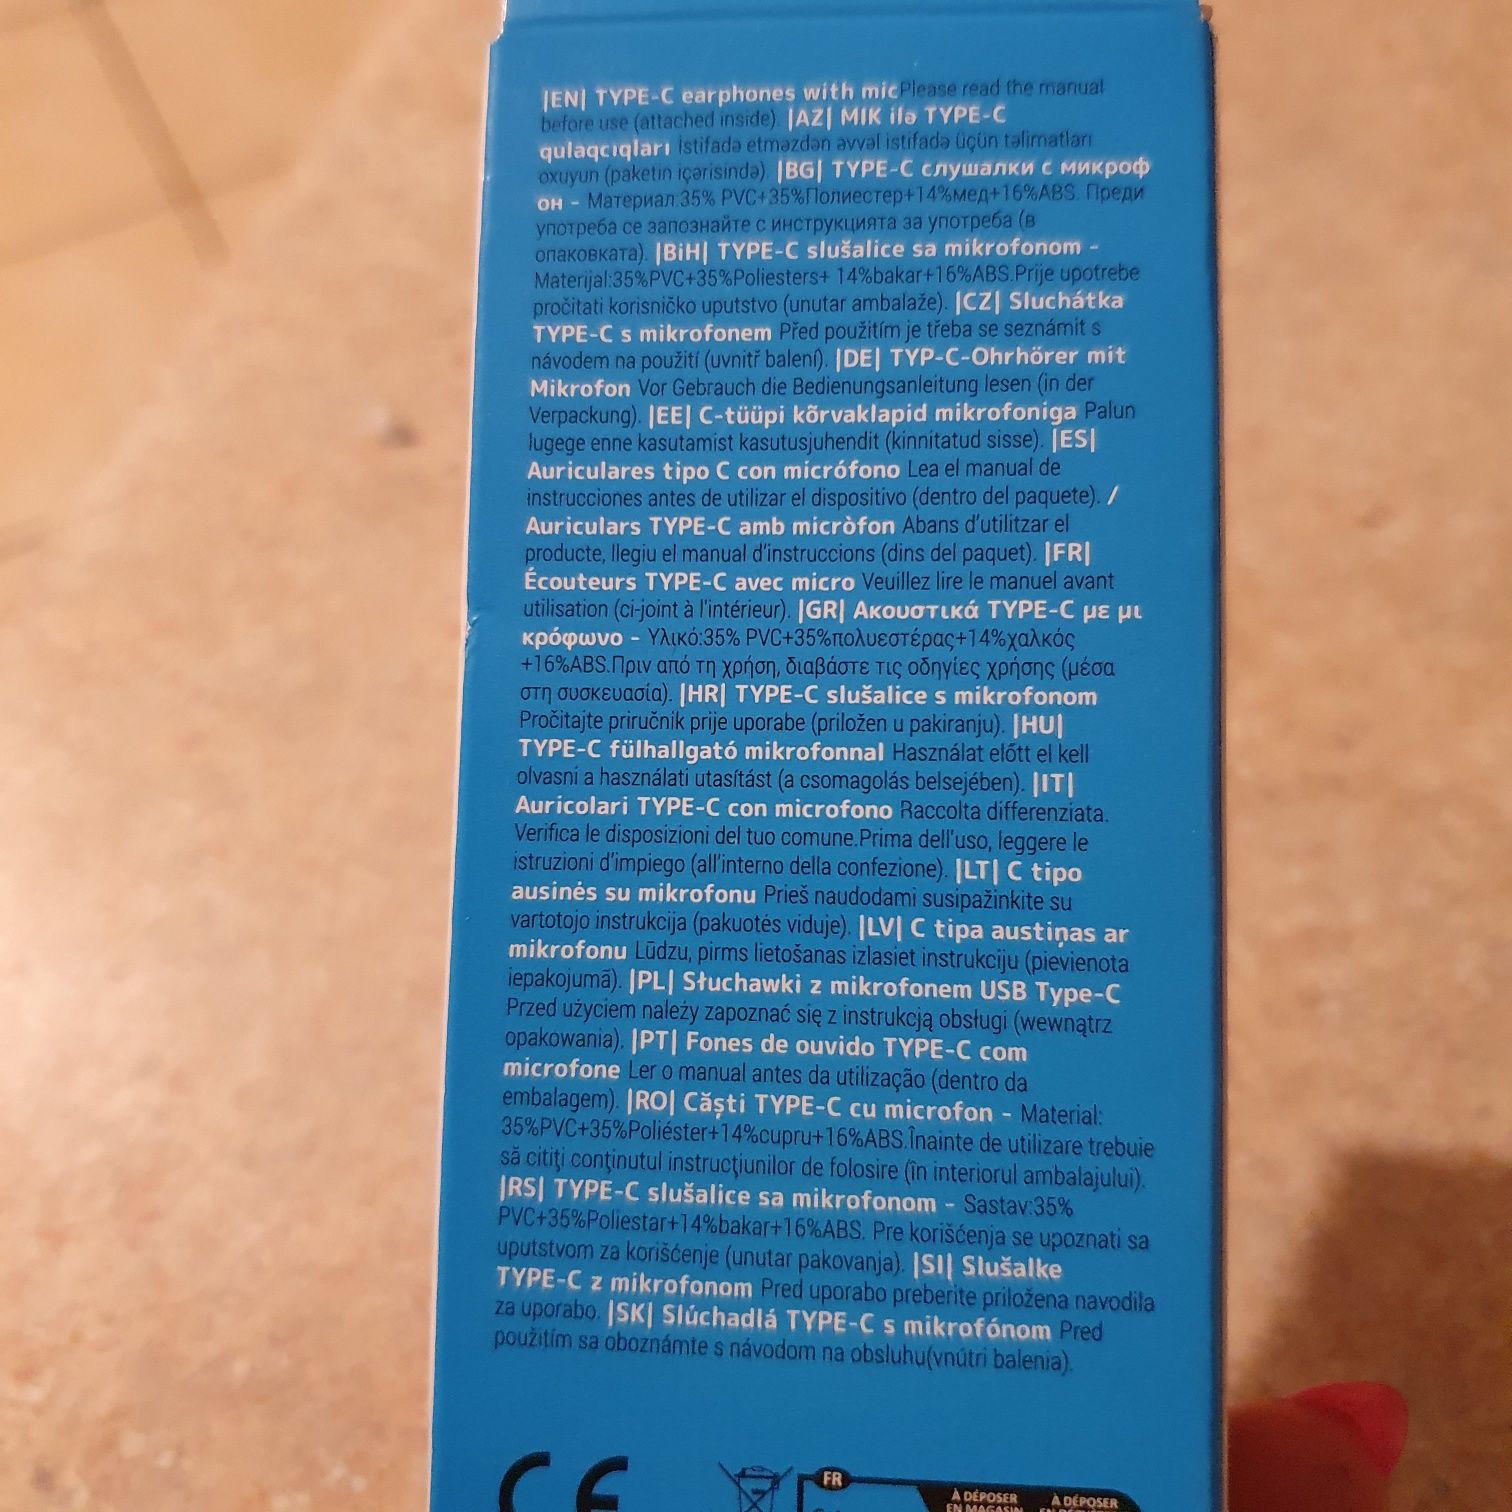 |EN| TYPE-C earphones with mic Please read the manual
before use (attached inside). |AZ| MIK ilə TYPE-C
qulaqcıqları İstifadə etməzdən əvvəl istifadə üçün təlimatları
oxuyun (paketin içərisində). |BG| TYPE-C слушалки с микроф
он - Материал:35% PVC+35%Полиестер+14%мед+16%ABS. Преди
употреба се запознайте с инструкцията за употреба (в
опаковката). |BiH| TYPE-C slušalice sa mikrofonom -
Materijal:35%PVC+35%Poliesters+ 14%bakar+16%ABS.Prije upotrebe
pročitati korisničko uputstvo (unutar ambalaže). |CZ| Sluchátka
TYPE-C s mikrofonem Před použitím je třeba se seznámit s
návodem na použití (uvnitř balení). |DE| TYP-C-Ohrhörer mit
Mikrofon Vor Gebrauch die Bedienungsanleitung lesen (in der
Verpackung). |EE| C-tüüpi kõrvaklapid mikrofoniga Palun
lugege enne kasutamist kasutusjuhendit (kinnitatud sisse). |ES|
Auriculares tipo C con micrófono Lea el manual de
instrucciones antes de utilizar el dispositivo (dentro del paquete). /
Auriculars TYPE-C amb micròfon Abans d'utilitzar el
producte, llegiu el manual d'instruccions (dins del paquet). |FR|
Écouteurs TYPE-C avec micro Veuillez lire le manuel avant
utilisation (ci-joint à l'intérieur). |GR| Ακουστικά TYPE-C με μι
κρόφωνο - Υλικό:35% PVC+35%πολυεστέρας+14%χαλκός
+16%ABS.Πριν από τη χρήση, διαβάστε τις οδηγίες χρήσης (μέσα
στη συσκευασία). |HR| TYPE-C slušalice s mikrofonom
Pročitajte priručnik prije uporabe (priložen u pakiranju). |HU|
TYPE-C fülhallgató mikrofonnal Használat előtt el kell
olvasni a használati utasítást (a csomagolás belsejében). |IT|
Auricolari TYPE-C con microfono Raccolta differenziata.
Verifica le disposizioni del tuo comune.Prima dell'uso, leggere le
istruzioni d'impiego (all'interno della confezione). |LT| C tipo
ausinės su mikrofonu Prieš naudodami susipažinkite su
vartotojo instrukcija (pakuotės viduje). |LV| C tipa austiņas ar
mikrofonu Lūdzu, pirms lietošanas izlasiet instrukciju (pievienota
iepakojumā). |PL| Słuchawki z mikrofonem USB Type-C
Przed użyciem należy zapoznać się z instrukcją obsługi (wewnątrz
opakowania). |PT| Fones de ouvido TYPE-C com
microfone Ler o manual antes da utilização (dentro da
embalagem). |RO| Căști TYPE-C cu microfon - Material:
35%PVC+35%Poliéster+14%cupru+16%ABS.Înainte de utilizare trebuie
să citiți conținutul instrucțiunilor de folosire (în interiorul ambalajului).
|RS| TYPE-C slušalice sa mikrofonom - Sastav:35%
PVC+35%Poliestar+14%bakar+16%ABS. Pre korišćenja se upoznati sa
uputstvom za korišćenje (unutar pakovanja). |SI| Slušalke
TYPE-C z mikrofonom Pred uporabo preberite priložena navodila
za uporabo. |SK| Slúchadlá TYPE-C s mikrofónom Pred
použitím sa oboznámte s návodom na obsluhu(vnútri balenia).
CE
FR
À DÉPOSER À DÉPOSER
EN MAGASIN